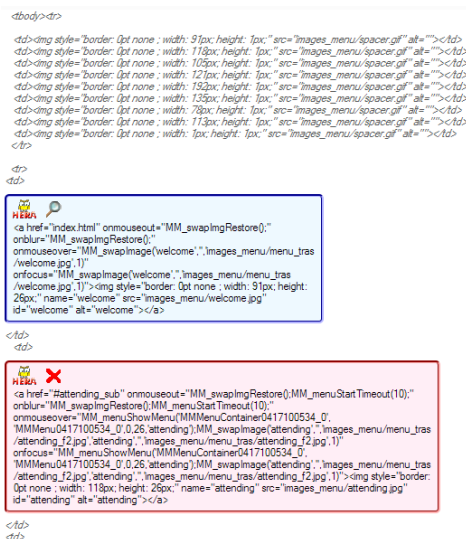 <tbody><tr>
<td><img style="border: 0pt none ; width: 91px; height: 1px;" src="images_menu/spacer.gif" alt=""></td>
<td><img style="border: 0pt none ; width: 118px; height: 1px;" src="images_menu/spacer.gif" alt=""></td>
<td><img style="border: 0pt none ; width: 105px; height: 1px;" src="images_menu/spacer.gif" alt=""></td>
<td><img style="border: 0pt none ; width: 121px; height: 1px;" src="images_menu/spacer.gif" alt=""></td>
<td><img style="border: 0pt none ; width: 192px; height: 1px;" src="images_menu/spacer.gif" alt=""></td>
<td><img style="border: 0pt none ; width: 135px; height: 1px;" src="images_menu/spacer.gif" alt=""></td>
<td><img style="border: 0pt none ; width: 78px; height: 1px;" src="images_menu/spacer.gif" alt=""></td>
<td><img style="border: 0pt none ; width: 113px; height: 1px;" src="images_menu/spacer.gif" alt=""></td>
<td><img style="border: 0pt none ; width: 1px; height: 1px;" src="images_menu/spacer.gif" alt=""></td>
</tr>
<tr>
<td>
HERA
<a href="index.html" onmouseout="MM_swapImgRestore();"
onblur="MM_swapImgRestore();"
onmouseover="MM_swapImage('welcome','','images_menu/menu_tras
/welcome.jpg',1)"
onfocus="MM_swapImage('welcome','','images_menu/menu_tras
/welcome.jpg',1)"><img style="border: 0pt none ; width: 91px; height:
26px;" name="welcome" src="images_menu/welcome.jpg"
id="welcome" alt="welcome"></a>
</td>
<td>
HERA
<a href="#attending_sub" onmouseout="MM_swapImgRestore();MM_menuStartTimeout(10);"
onblur="MM_swapImgRestore();MM_menuStartTimeout(10);"
onmouseover="MM_menuShowMenu('MMMenuContainer0417100534_0',
'MMMenu0417100534_0',0,26,'attending');MM_swapImage('attending','','images_menu/menu_tras
/attending_f2.jpg','attending','','images_menu/menu_tras/attending_f2.jpg',1)"
onfocus="MM_menuShowMenu('MMMenuContainer0417100534_0',
'MMMenu0417100534_0',0,26,'attending');MM_swapImage('attending','','images_menu/menu_tras
/attending_f2.jpg','attending','','images_menu/menu_tras/attending_f2.jpg',1)"><img style="border:
0pt none ; width: 118px; height: 26px;" name="attending" src="images_menu/attending.jpg"
id="attending" alt="attending"></a>
</td>
<td>